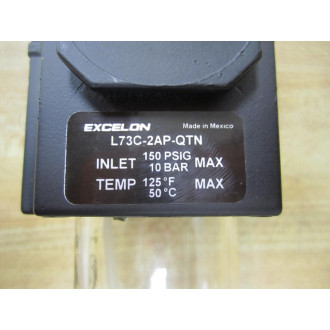 EXCELON Made in Mexico
L73C-2AP-QTN
INLET 150 PSIG 10 BAR MAX
TEMP 125°F 50°C MAX